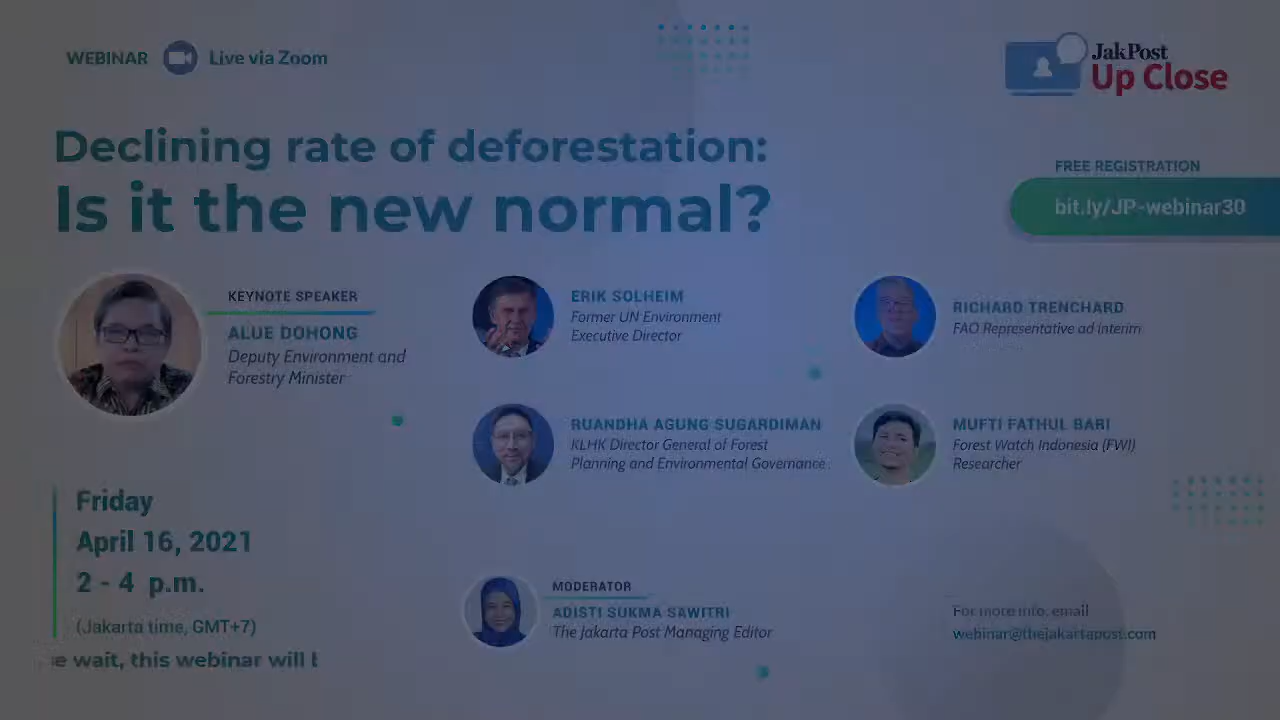 WEBINAR Live via Zoom
JakPost
Up Close
Declining rate of deforestation:
Is it the new normal?
FREE REGISTRATION
bit.ly/JP-webinar30
KEYNOTE SPEAKER
ALUE DOHONG
Deputy Environment and
Forestry Minister
ERIK SOLHEIM
Former UN Environment
Executive Director
RICHARD TRENCHARD
FAO Representative ad interim
RUANDHA AGUNG SUGARDIMAN
KLHK Director General of Forest
Planning and Environmental Governance
MUFTI FATHUL BARI
Forest Watch Indonesia (FWI)
Researcher
Friday
April 16, 2021
2 - 4 p.m.
(Jakarta time, GMT+7)
e wait, this webinar will
MODERATOR
ADISTI SUKMA SAWITRI
The Jakarta Post Managing Editor
For more info, email
webinar@thejakartapost.com